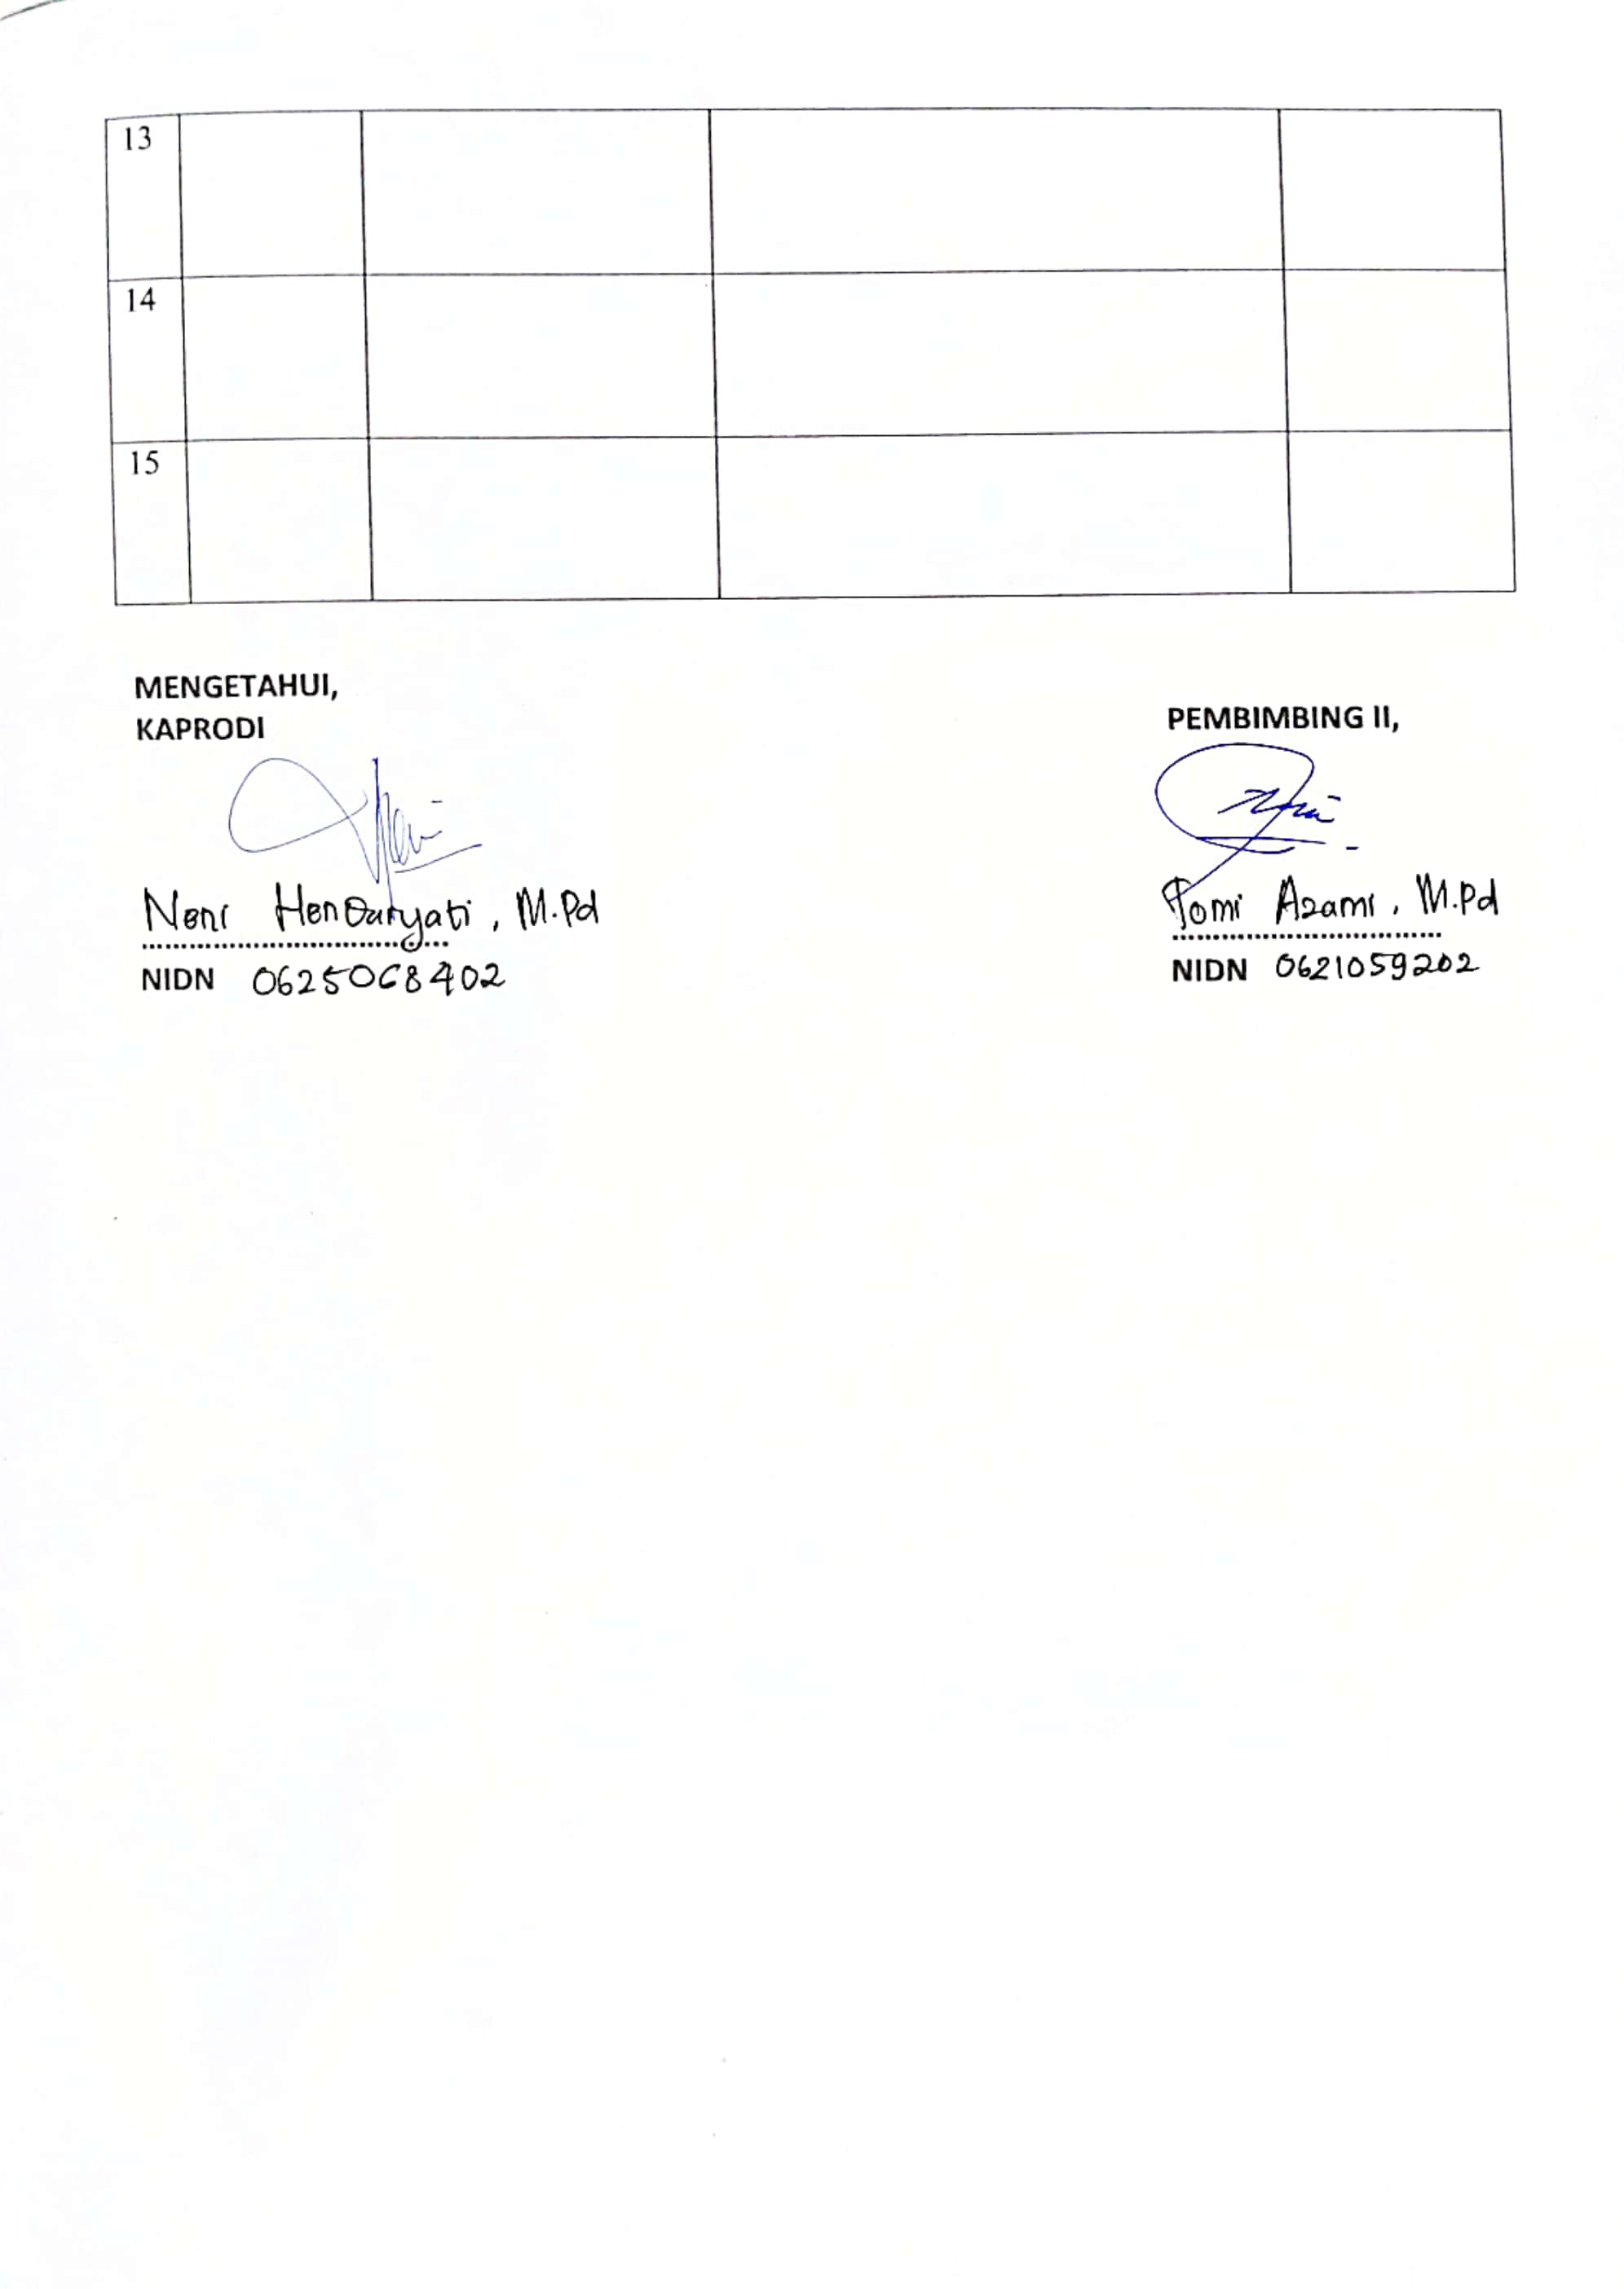 13
14
15
MENGETAHUI,
KAPRODI
PEMBIMBING II,
Neni Hendaryati, M.Pd
Tomi Azami, M.Pd
NIDN 0625068402
NIDN 0621059202